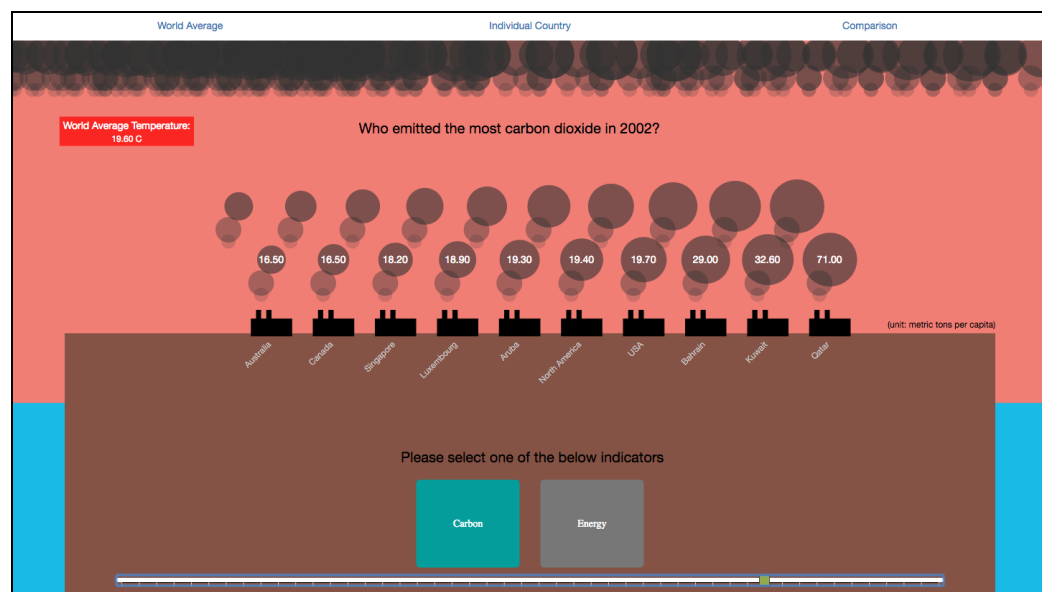 World Average Individual Country Comparison
World Average Temperature:
19.60 C
Who emitted the most carbon dioxide in 2002?
16.50 16.50 18.20 18.90 19.30 19.40 19.70 29.00 32.60 71.00
(unit: metric tons per capita)
Australia Canada Singapore Luxembourg Aruba North America USA Bahrain Kuwait Qatar
Please select one of the below indicators
Carbon Energy